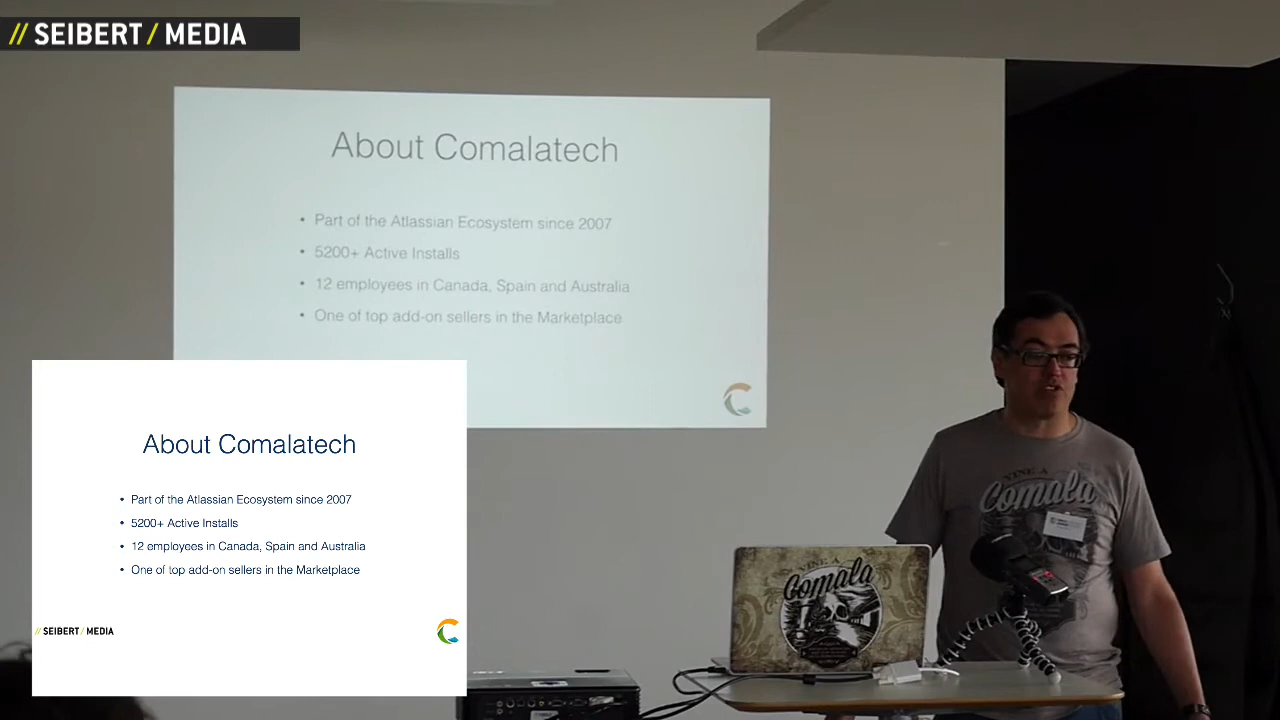 // SEIBERT / MEDIA
About Comalatech
• Part of the Atlassian Ecosystem since 2007
• 5200+ Active Installs
• 12 employees in Canada, Spain and Australia
• One of top add-on sellers in the Marketplace
About Comalatech
• Part of the Atlassian Ecosystem since 2007
• 5200+ Active Installs
• 12 employees in Canada, Spain and Australia
• One of top add-on sellers in the Marketplace
// SEIBERT / MEDIA
VINE A
Comala
VINE A
Comala